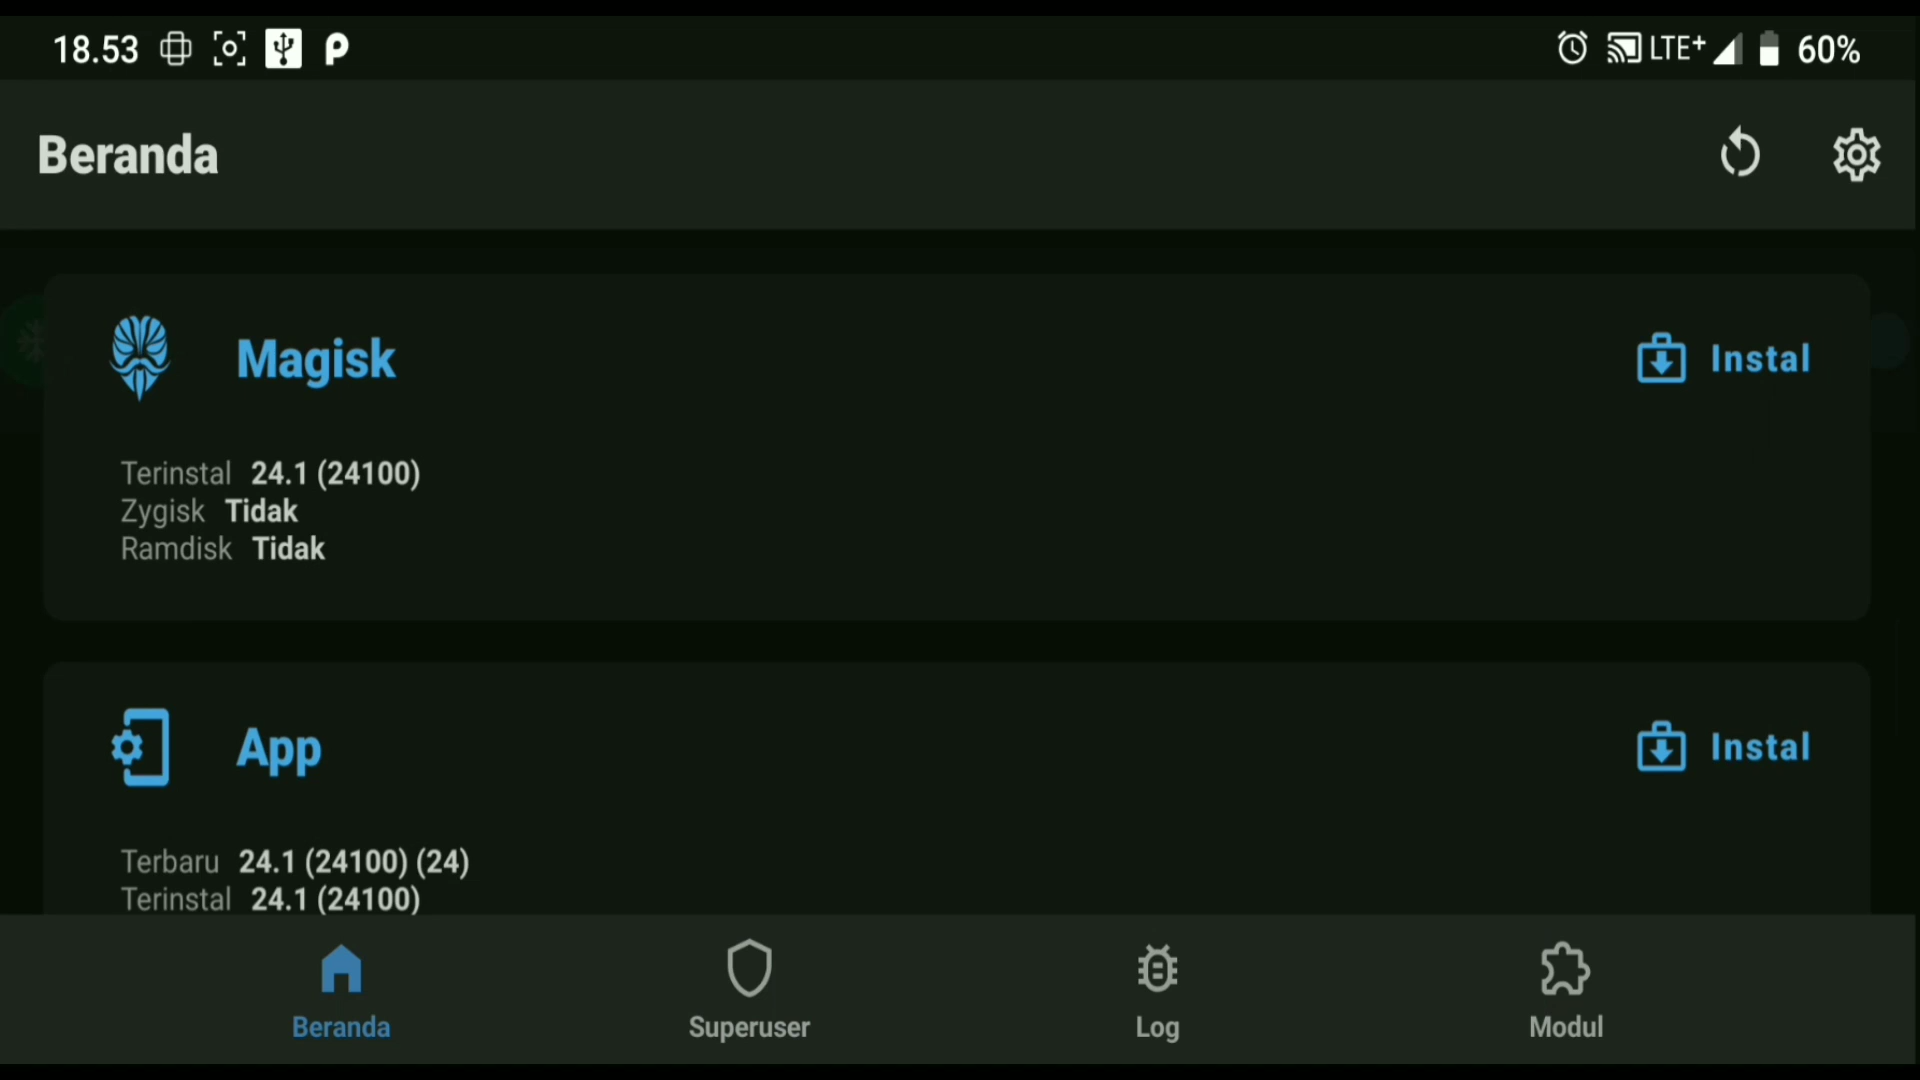 18.53 LTE+ 60%
Beranda
Magisk Instal
Terinstal 24.1 (24100)
Zygisk Tidak
Ramdisk Tidak
App Instal
Terbaru 24.1 (24100) (24)
Terinstal 24.1 (24100)
Beranda Superuser Log Modul